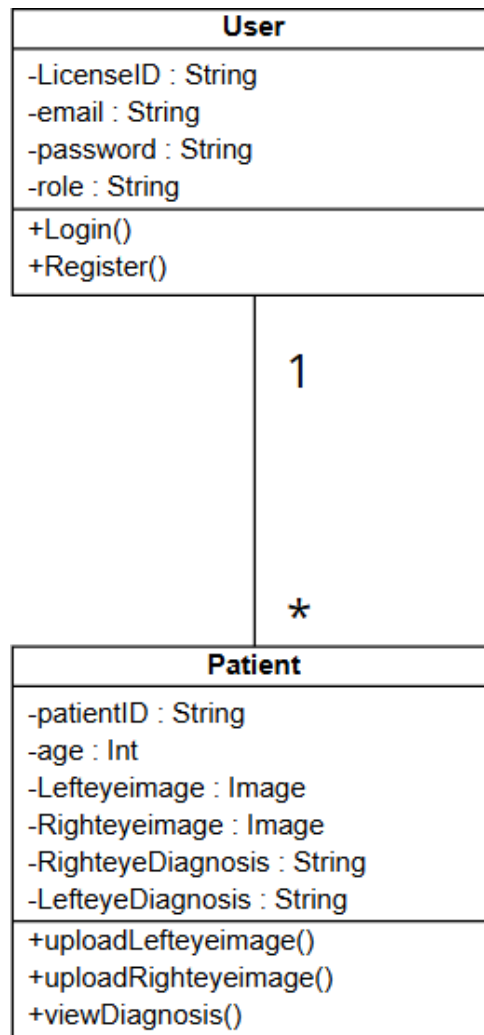 User
-LicenseID : String
-email : String
-password : String
-role : String
+Login()
+Register()
1
*
Patient
-patientID : String
-age : Int
-Lefteyeimage : Image
-Righteyeimage : Image
-RighteyeDiagnosis : String
-LefteyeDiagnosis : String
+uploadLefteyeimage()
+uploadRighteyeimage()
+viewDiagnosis()